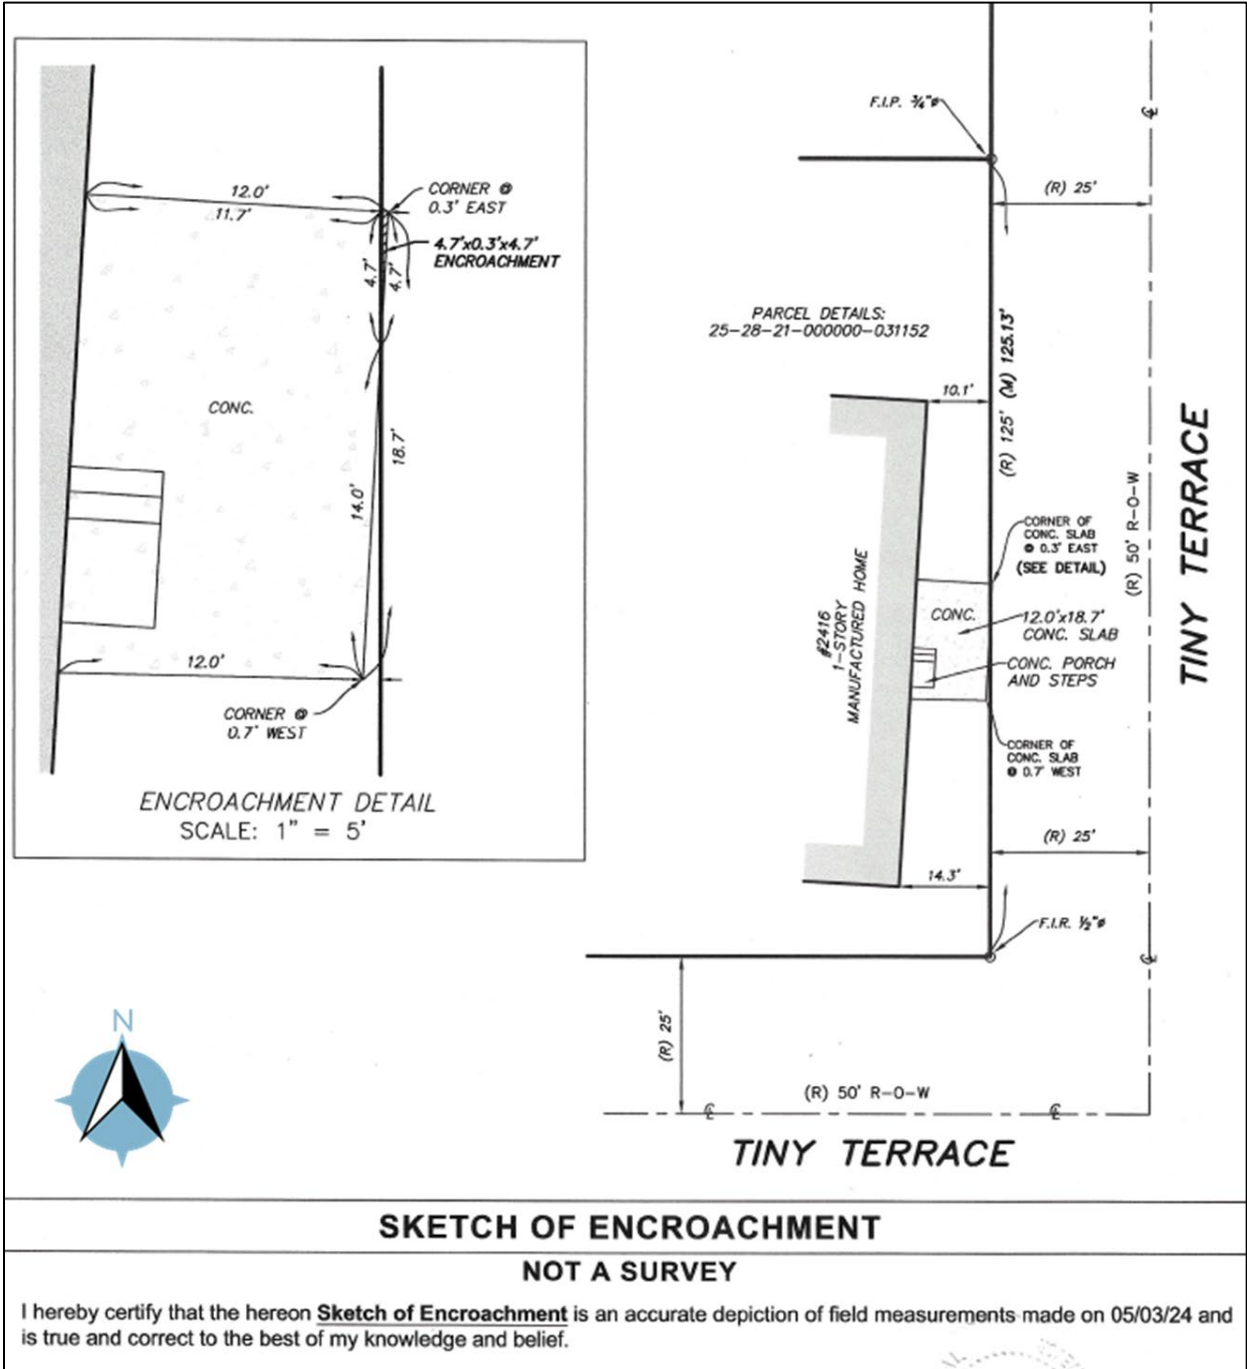 12.0'
11.7'
CORNER @
0.3' EAST
4.7'x0.3'x4.7'
ENCROACHMENT
4.7'
4.7'
CONC.
18.7'
14.0'
12.0'
CORNER @
0.7' WEST
ENCROACHMENT DETAIL
SCALE: 1" = 5'
F.I.P. ¾"ø
(R) 25'
PARCEL DETAILS:
25-28-21-000000-031152
(R) 125' (M) 125.13'
10.1'
TINY TERRACE
(R) 50' R-O-W
CORNER OF
CONC. SLAB
@ 0.3' EAST
(SEE DETAIL)
#2416
1-STORY
MANUFACTURED HOME
CONC.
12.0'x18.7'
CONC. SLAB
CONC. PORCH
AND STEPS
CORNER OF
CONC. SLAB
@ 0.7' WEST
(R) 25'
14.3'
F.I.R. ½"ø
(R) 25'
N
(R) 50' R-O-W
TINY TERRACE
SKETCH OF ENCROACHMENT
NOT A SURVEY
I hereby certify that the hereon Sketch of Encroachment is an accurate depiction of field measurements made on 05/03/24 and
is true and correct to the best of my knowledge and belief.